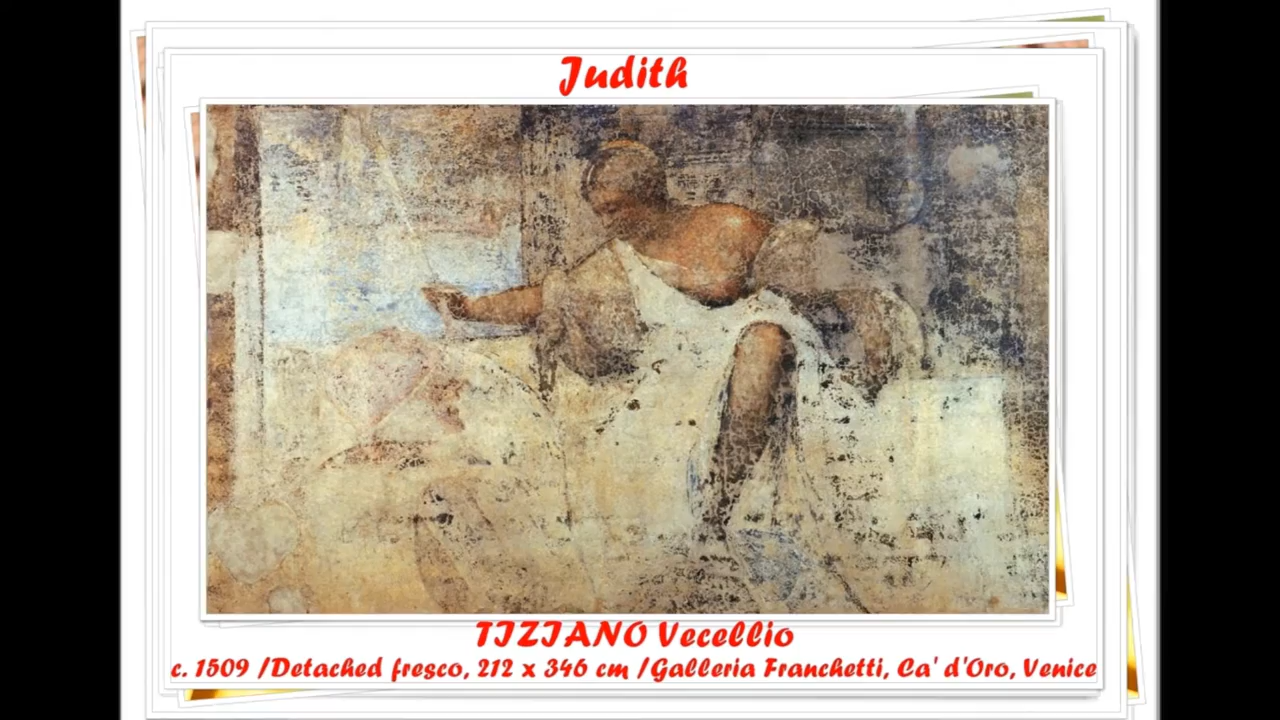 Judith
TIZIANO Vecellio
c. 1509 /Detached fresco, 212 x 346 cm /Galleria Franchetti, Ca' d'Oro, Venice